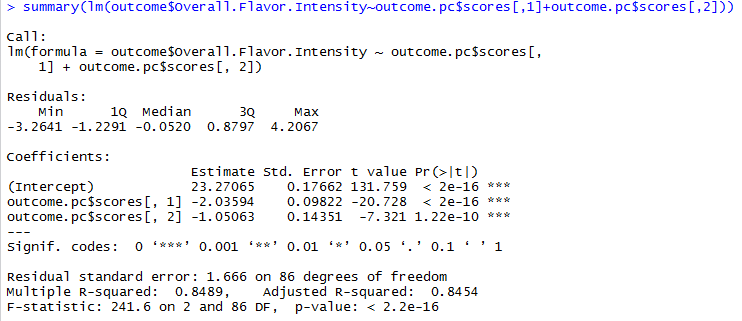 > summary(lm(outcome$Overall.Flavor.Intensity~outcome.pc$scores[,1]+outcome.pc$scores[,2]))
Call:
lm(formula = outcome$Overall.Flavor.Intensity ~ outcome.pc$scores[,
    1] + outcome.pc$scores[, 2])
Residuals:
    Min      1Q  Median      3Q     Max
-3.2641 -1.2291 -0.0520  0.8797  4.2067
Coefficients:
                       Estimate Std. Error t value Pr(>|t|)
(Intercept)            23.27065    0.17662 131.759  < 2e-16 ***
outcome.pc$scores[, 1] -2.03594    0.09822 -20.728  < 2e-16 ***
outcome.pc$scores[, 2] -1.05063    0.14351  -7.321 1.22e-10 ***
---
Signif. codes:  0 ‘***’ 0.001 ‘**’ 0.01 ‘*’ 0.05 ‘.’ 0.1 ‘ ’ 1
Residual standard error: 1.666 on 86 degrees of freedom
Multiple R-squared:  0.8489,    Adjusted R-squared:  0.8454
F-statistic: 241.6 on 2 and 86 DF,  p-value: < 2.2e-16